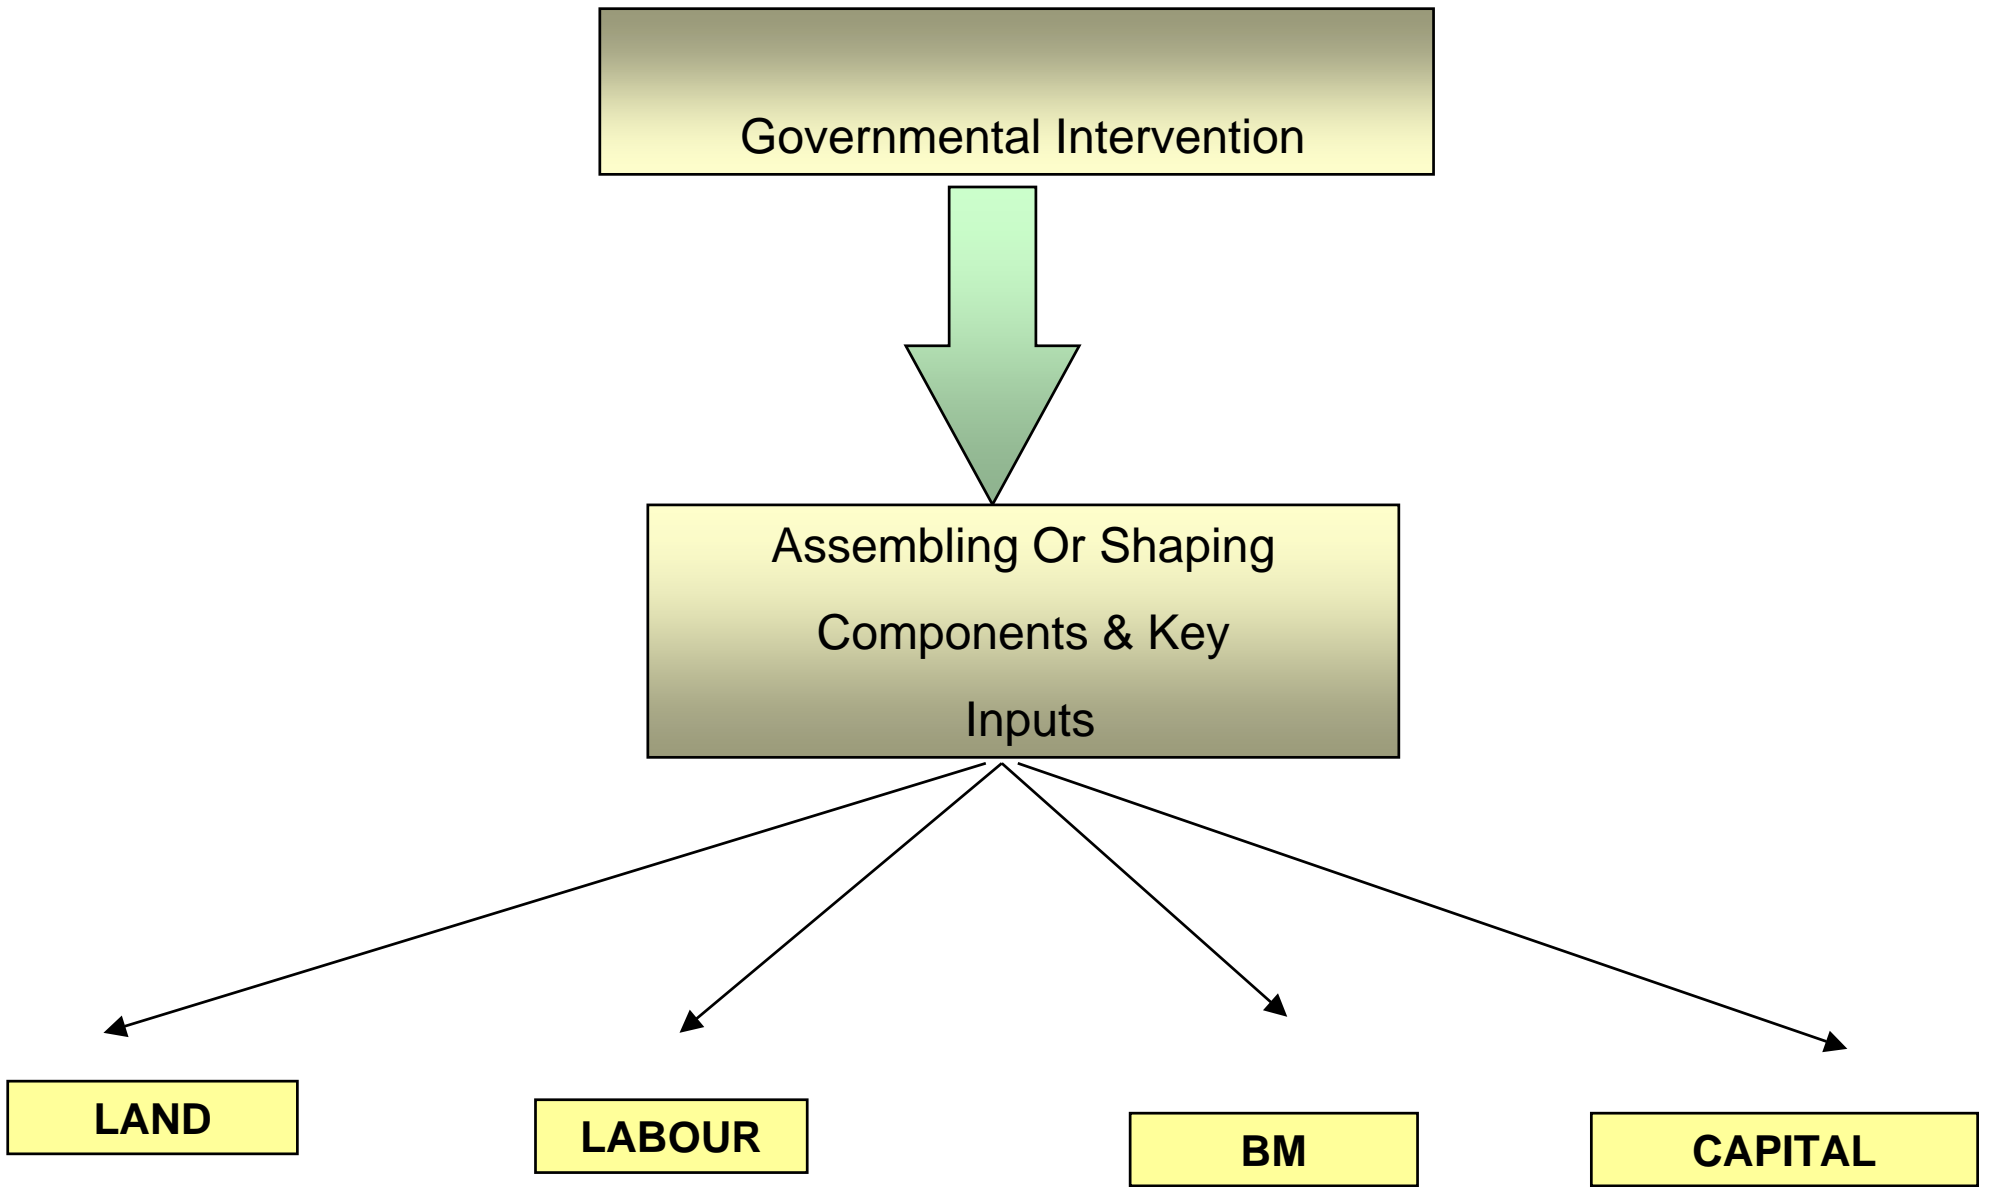 Governmental Intervention
Assembling Or Shaping
Components & Key
Inputs
LAND
LABOUR
BM
CAPITAL